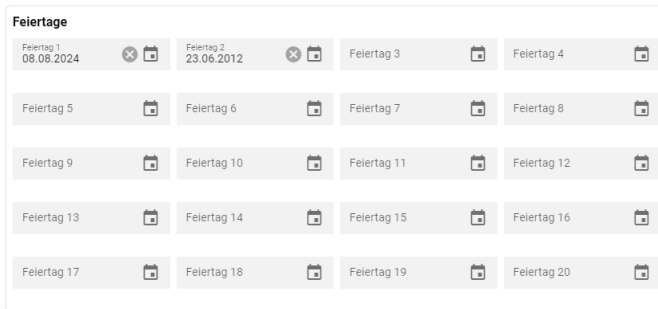 Feiertage
Feiertag 1
08.08.2024
Feiertag 2
23.06.2012
Feiertag 3
Feiertag 4
Feiertag 5
Feiertag 6
Feiertag 7
Feiertag 8
Feiertag 9
Feiertag 10
Feiertag 11
Feiertag 12
Feiertag 13
Feiertag 14
Feiertag 15
Feiertag 16
Feiertag 17
Feiertag 18
Feiertag 19
Feiertag 20